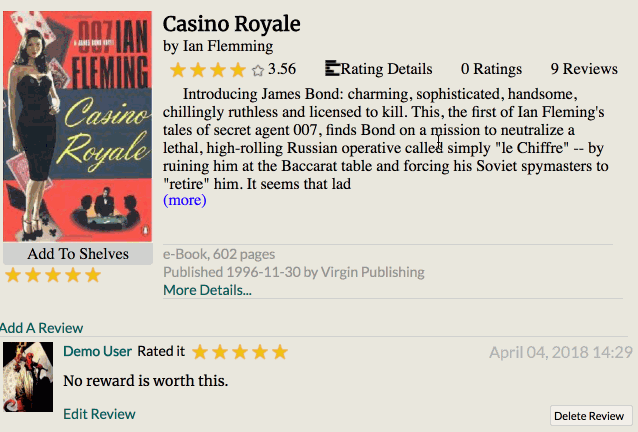 007 IAN
A JAMES BOND NOVEL
FLEMING
Casino
Royale
Casino Royale
by Ian Flemming
3.56 Rating Details 0 Ratings 9 Reviews
Introducing James Bond: charming, sophisticated, handsome,
chillingly ruthless and licensed to kill. This, the first of Ian Fleming's
tales of secret agent 007, finds Bond on a mission to neutralize a
lethal, high-rolling Russian operative called simply "le Chiffre" -- by
ruining him at the Baccarat table and forcing his Soviet spymasters to
"retire" him. It seems that lad
(more)
Add To Shelves
e-Book, 602 pages
Published 1996-11-30 by Virgin Publishing
More Details...
Add A Review
Demo User Rated it April 04, 2018 14:29
No reward is worth this.
Edit Review Delete Review